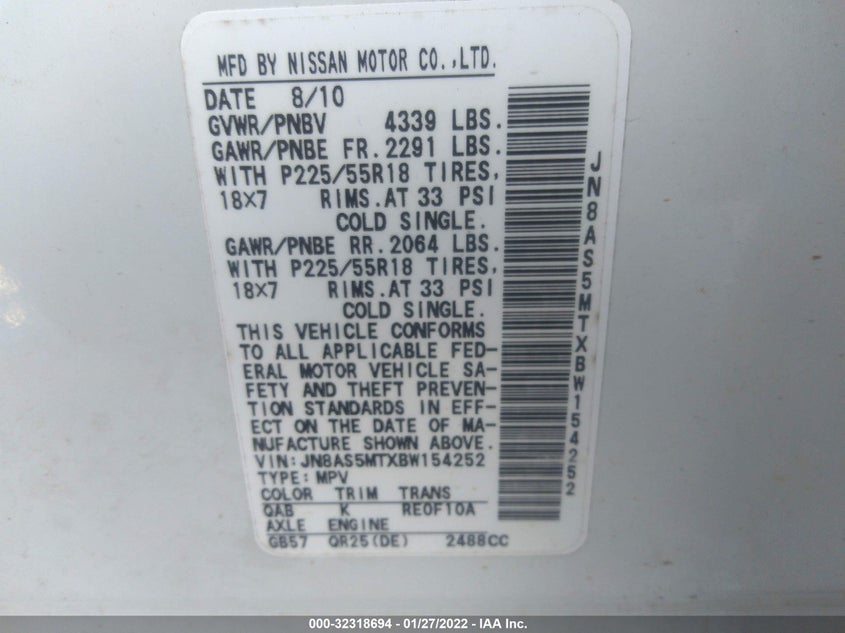 MFD BY NISSAN MOTOR CO.,LTD.
DATE 8/10
GVWR/PNBV 4339 LBS.
GAWR/PNBE FR. 2291 LBS.
WITH P225/55R18 TIRES,
18X7 RIMS.AT 33 PSI
COLD SINGLE.
GAWR/PNBE RR. 2064 LBS.
WITH P225/55R18 TIRES,
18X7 RIMS.AT 33 PSI
COLD SINGLE.
THIS VEHICLE CONFORMS
TO ALL APPLICABLE FED-
ERAL MOTOR VEHICLE SA-
FETY AND THEFT PREVEN-
TION STANDARDS IN EFF-
ECT ON THE DATE OF MA-
NUFACTURE SHOWN ABOVE.
VIN:JN8AS5MTXBW154252
TYPE:MPV
COLOR TRIM TRANS
QAB K RE0F10A
AXLE ENGINE
GB57 QR25(DE) 2488CC
JN8AS5MTXBW154252
000-32318694 - 01/27/2022 - IAA Inc.